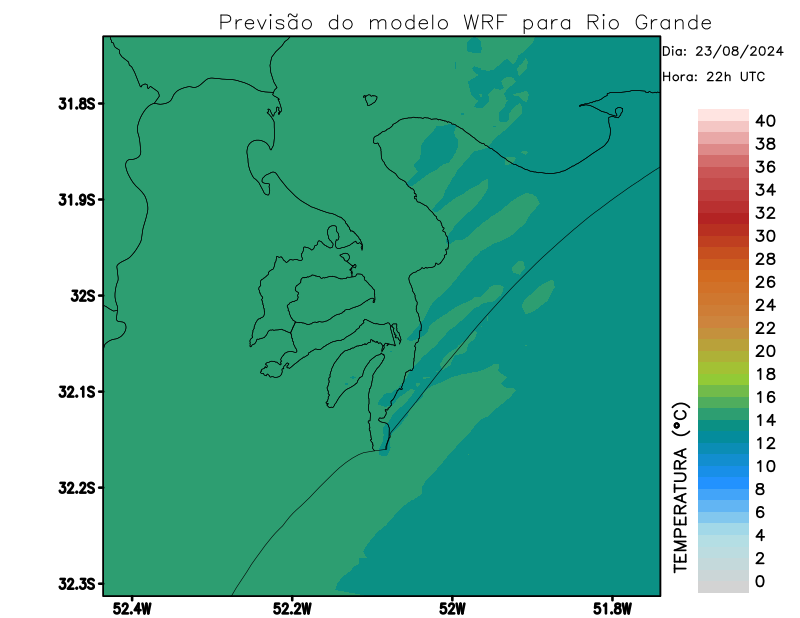 Previsão do modelo WRF para Rio Grande
Dia: 23/08/2024
Hora: 22h UTC
31.8S
31.9S
32S
32.1S
32.2S
32.3S
52.4W
52.2W
52W
51.8W
TEMPERATURA (°C)
40
38
36
34
32
30
28
26
24
22
20
18
16
14
12
10
8
6
4
2
0